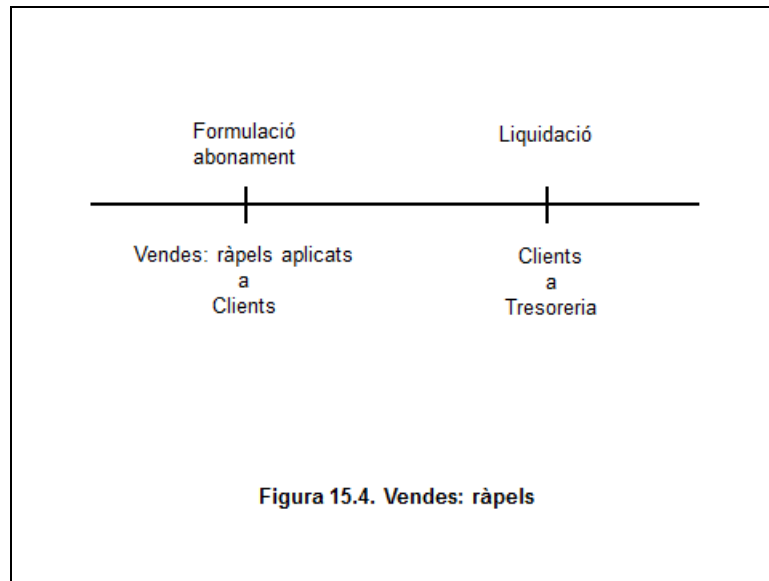 Formulació
abonament
Liquidació
Vendes: ràpels aplicats
a
Clients
Clients
a
Tresoreria
Figura 15.4. Vendes: ràpels